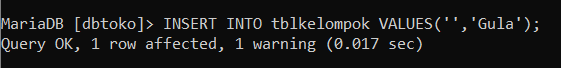 MariaDB [dbtoko]> INSERT INTO tblkelompok VALUES('','Gula');
Query OK, 1 row affected, 1 warning (0.017 sec)